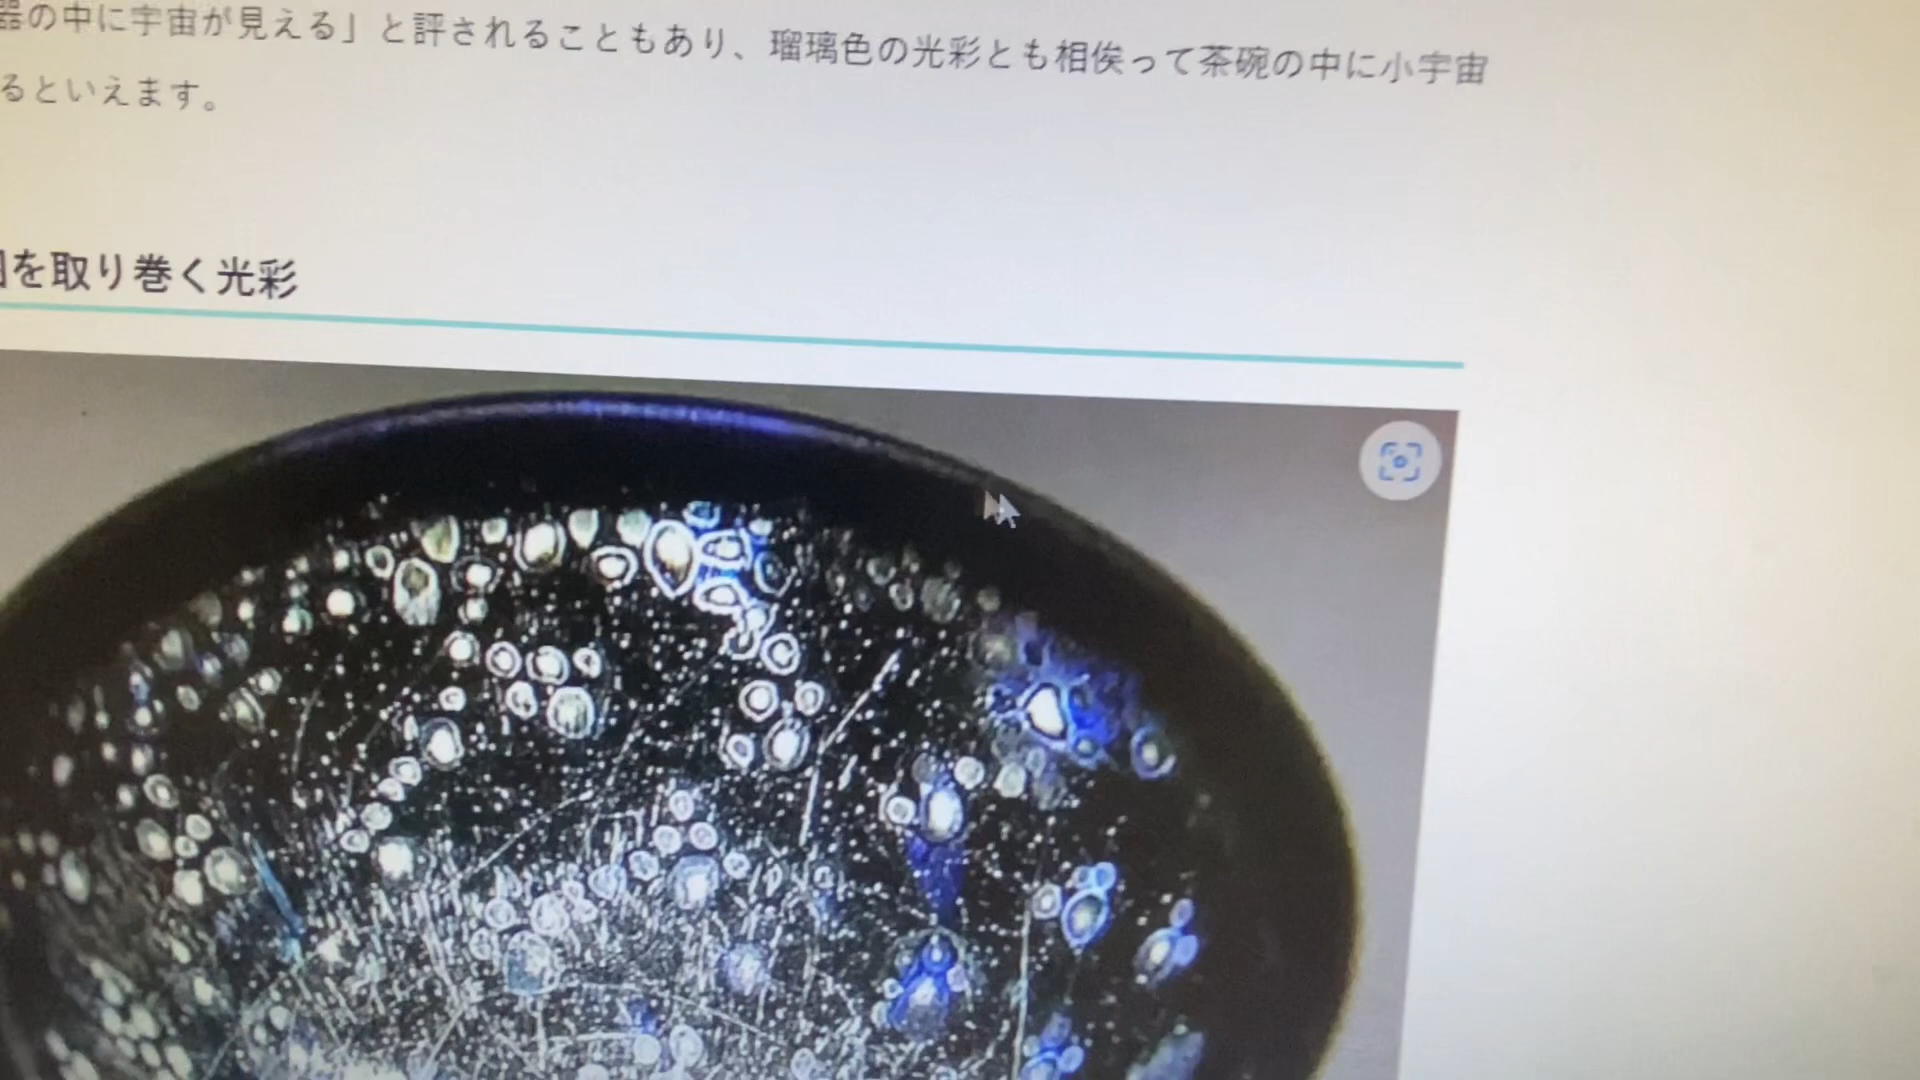 の中に宇宙が見える」と評されることもあり、瑠璃色の光彩とも相俟って茶碗の中に小宇宙
るといえます。
を取り巻く光彩